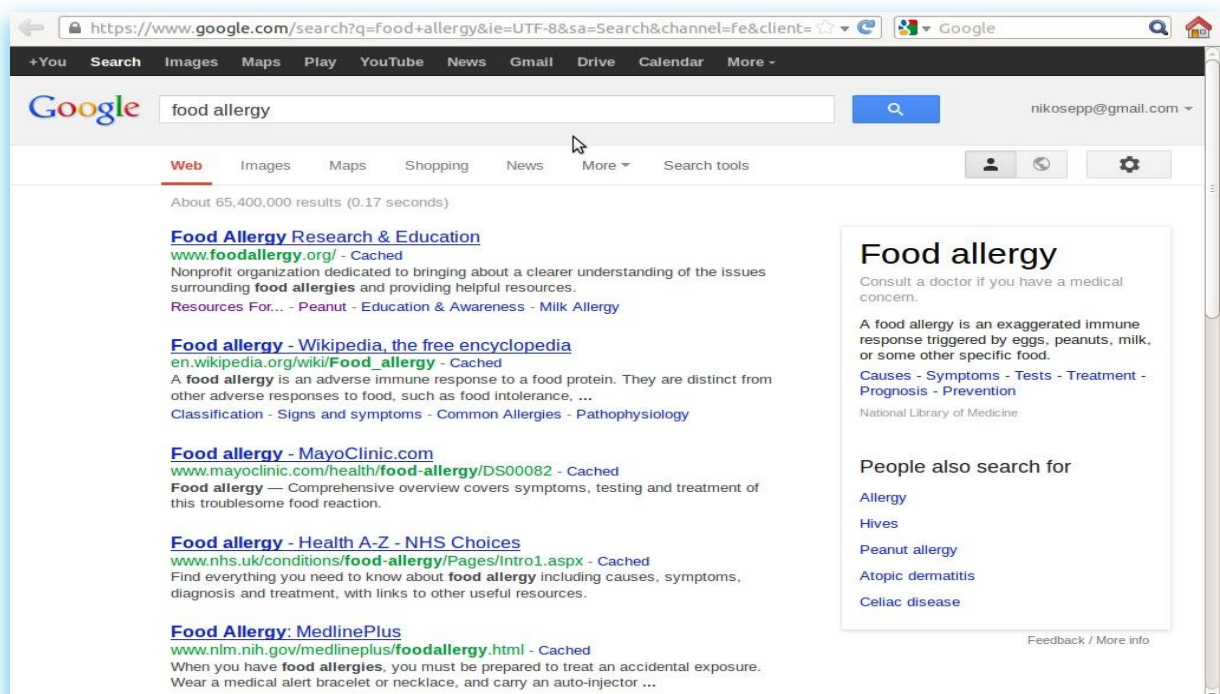 https://www.google.com/search?q=food+allergy&ie=UTF-8&sa=Search&channel=fe&client=
Google
+You Search Images Maps Play YouTube News Gmail Drive Calendar More
Google
food allergy
nikosepp@gmail.com
Web Images Maps Shopping News More Search tools
About 65,400,000 results (0.17 seconds)
Food Allergy Research & Education
www.foodallergy.org/ - Cached
Nonprofit organization dedicated to bringing about a clearer understanding of the issues
surrounding food allergies and providing helpful resources.
Resources For... - Peanut - Education & Awareness - Milk Allergy
Food allergy - Wikipedia, the free encyclopedia
en.wikipedia.org/wiki/Food_allergy - Cached
A food allergy is an adverse immune response to a food protein. They are distinct from
other adverse responses to food, such as food intolerance, ...
Classification - Signs and symptoms - Common Allergies - Pathophysiology
Food allergy - MayoClinic.com
www.mayoclinic.com/health/food-allergy/DS00082 - Cached
Food allergy — Comprehensive overview covers symptoms, testing and treatment of
this troublesome food reaction.
Food allergy - Health A-Z - NHS Choices
www.nhs.uk/conditions/food-allergy/Pages/Intro1.aspx - Cached
Find everything you need to know about food allergy including causes, symptoms,
diagnosis and treatment, with links to other useful resources.
Food Allergy: MedlinePlus
www.nlm.nih.gov/medlineplus/foodallergy.html - Cached
When you have food allergies, you must be prepared to treat an accidental exposure.
Wear a medical alert bracelet or necklace, and carry an auto-injector ...
Food allergy
Consult a doctor if you have a medical
concern.
A food allergy is an exaggerated immune
response triggered by eggs, peanuts, milk,
or some other specific food.
Causes - Symptoms - Tests - Treatment -
Prognosis - Prevention
National Library of Medicine
People also search for
Allergy
Hives
Peanut allergy
Atopic dermatitis
Celiac disease
Feedback / More info